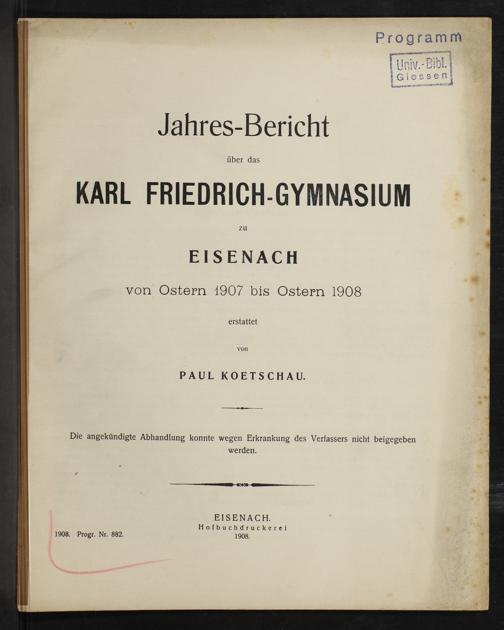 Programm
Univ.-Bibl.
Giessen
Jahres-Bericht
über das
KARL FRIEDRICH-GYMNASIUM
zu
EISENACH
von Ostern 1907 bis Ostern 1908
erstattet
von
PAUL KOETSCHAU.
Die angekündigte Abhandlung konnte wegen Erkrankung des Verfassers nicht beigegeben
werden.
EISENACH.
Hofbuchdruckerei
1908.
1908. Progr. Nr. 882.